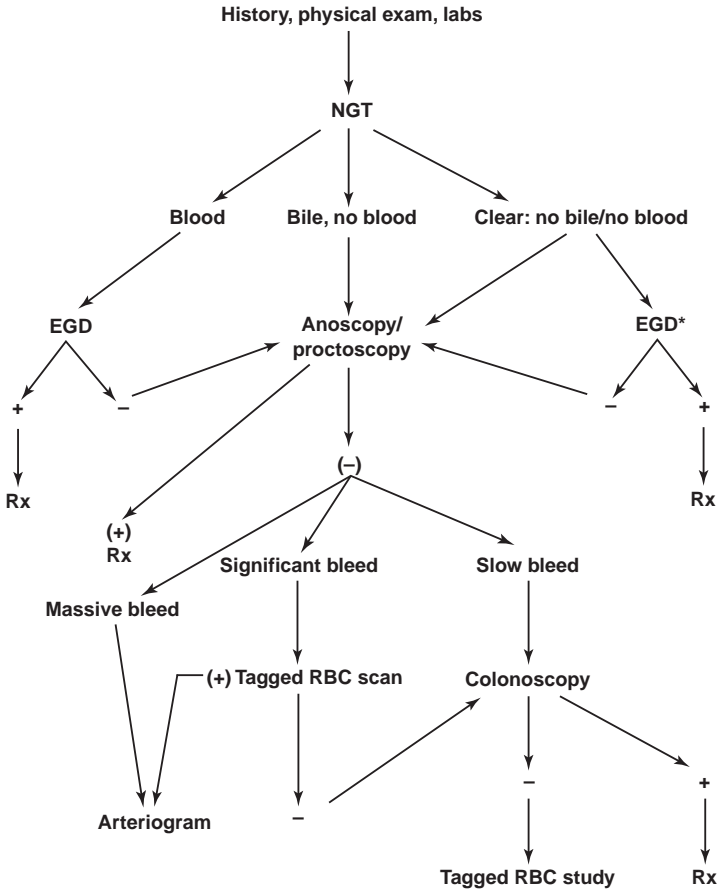 History, physical exam, labs
NGT
Blood
Bile, no blood
Clear: no bile/no blood
EGD
Anoscopy/
proctoscopy
EGD*
+
–
–
+
Rx
(–)
Rx
(+)
Rx
Significant bleed
Slow bleed
Massive bleed
(+) Tagged RBC scan
Colonoscopy
–
+
Arteriogram
–
Tagged RBC study
Rx